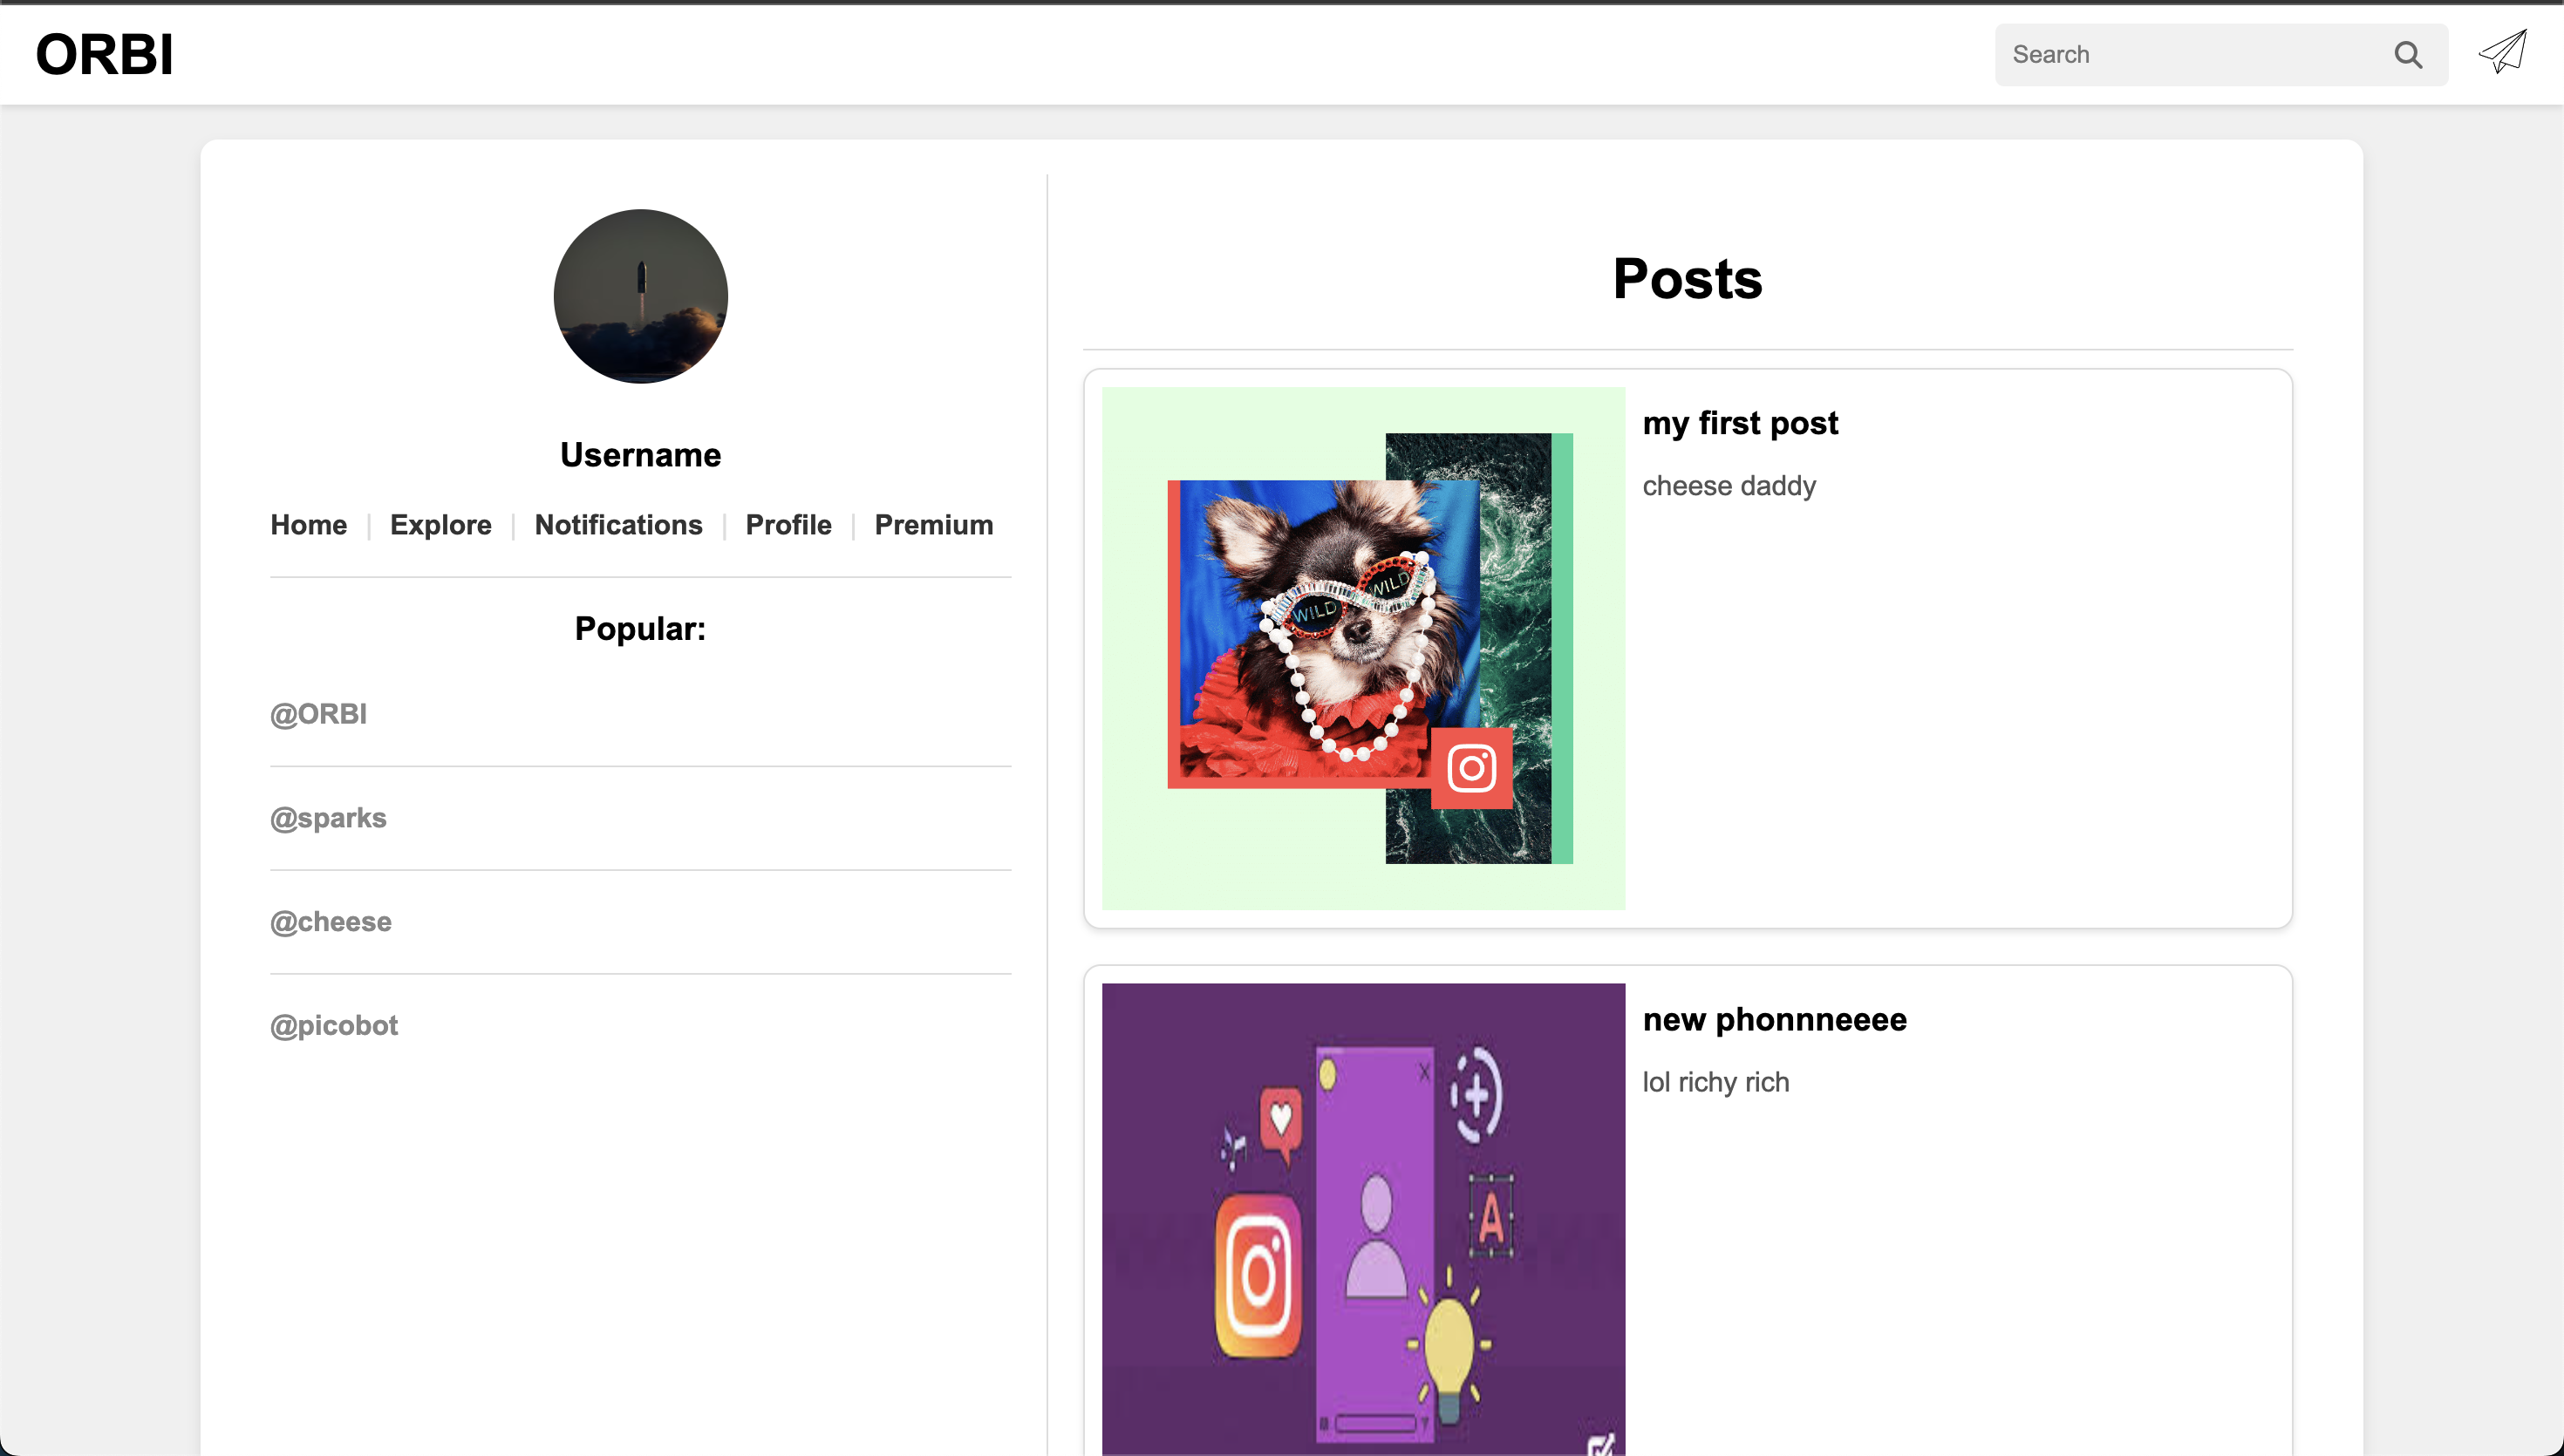 ORBI
Search
Username
Home
Explore
Notifications
Profile
Premium
Popular:
@ORBI
@sparks
@cheese
@picobot
Posts
WILD WILD
my first post
cheese daddy
X
A
new phonnneeee
lol richy rich